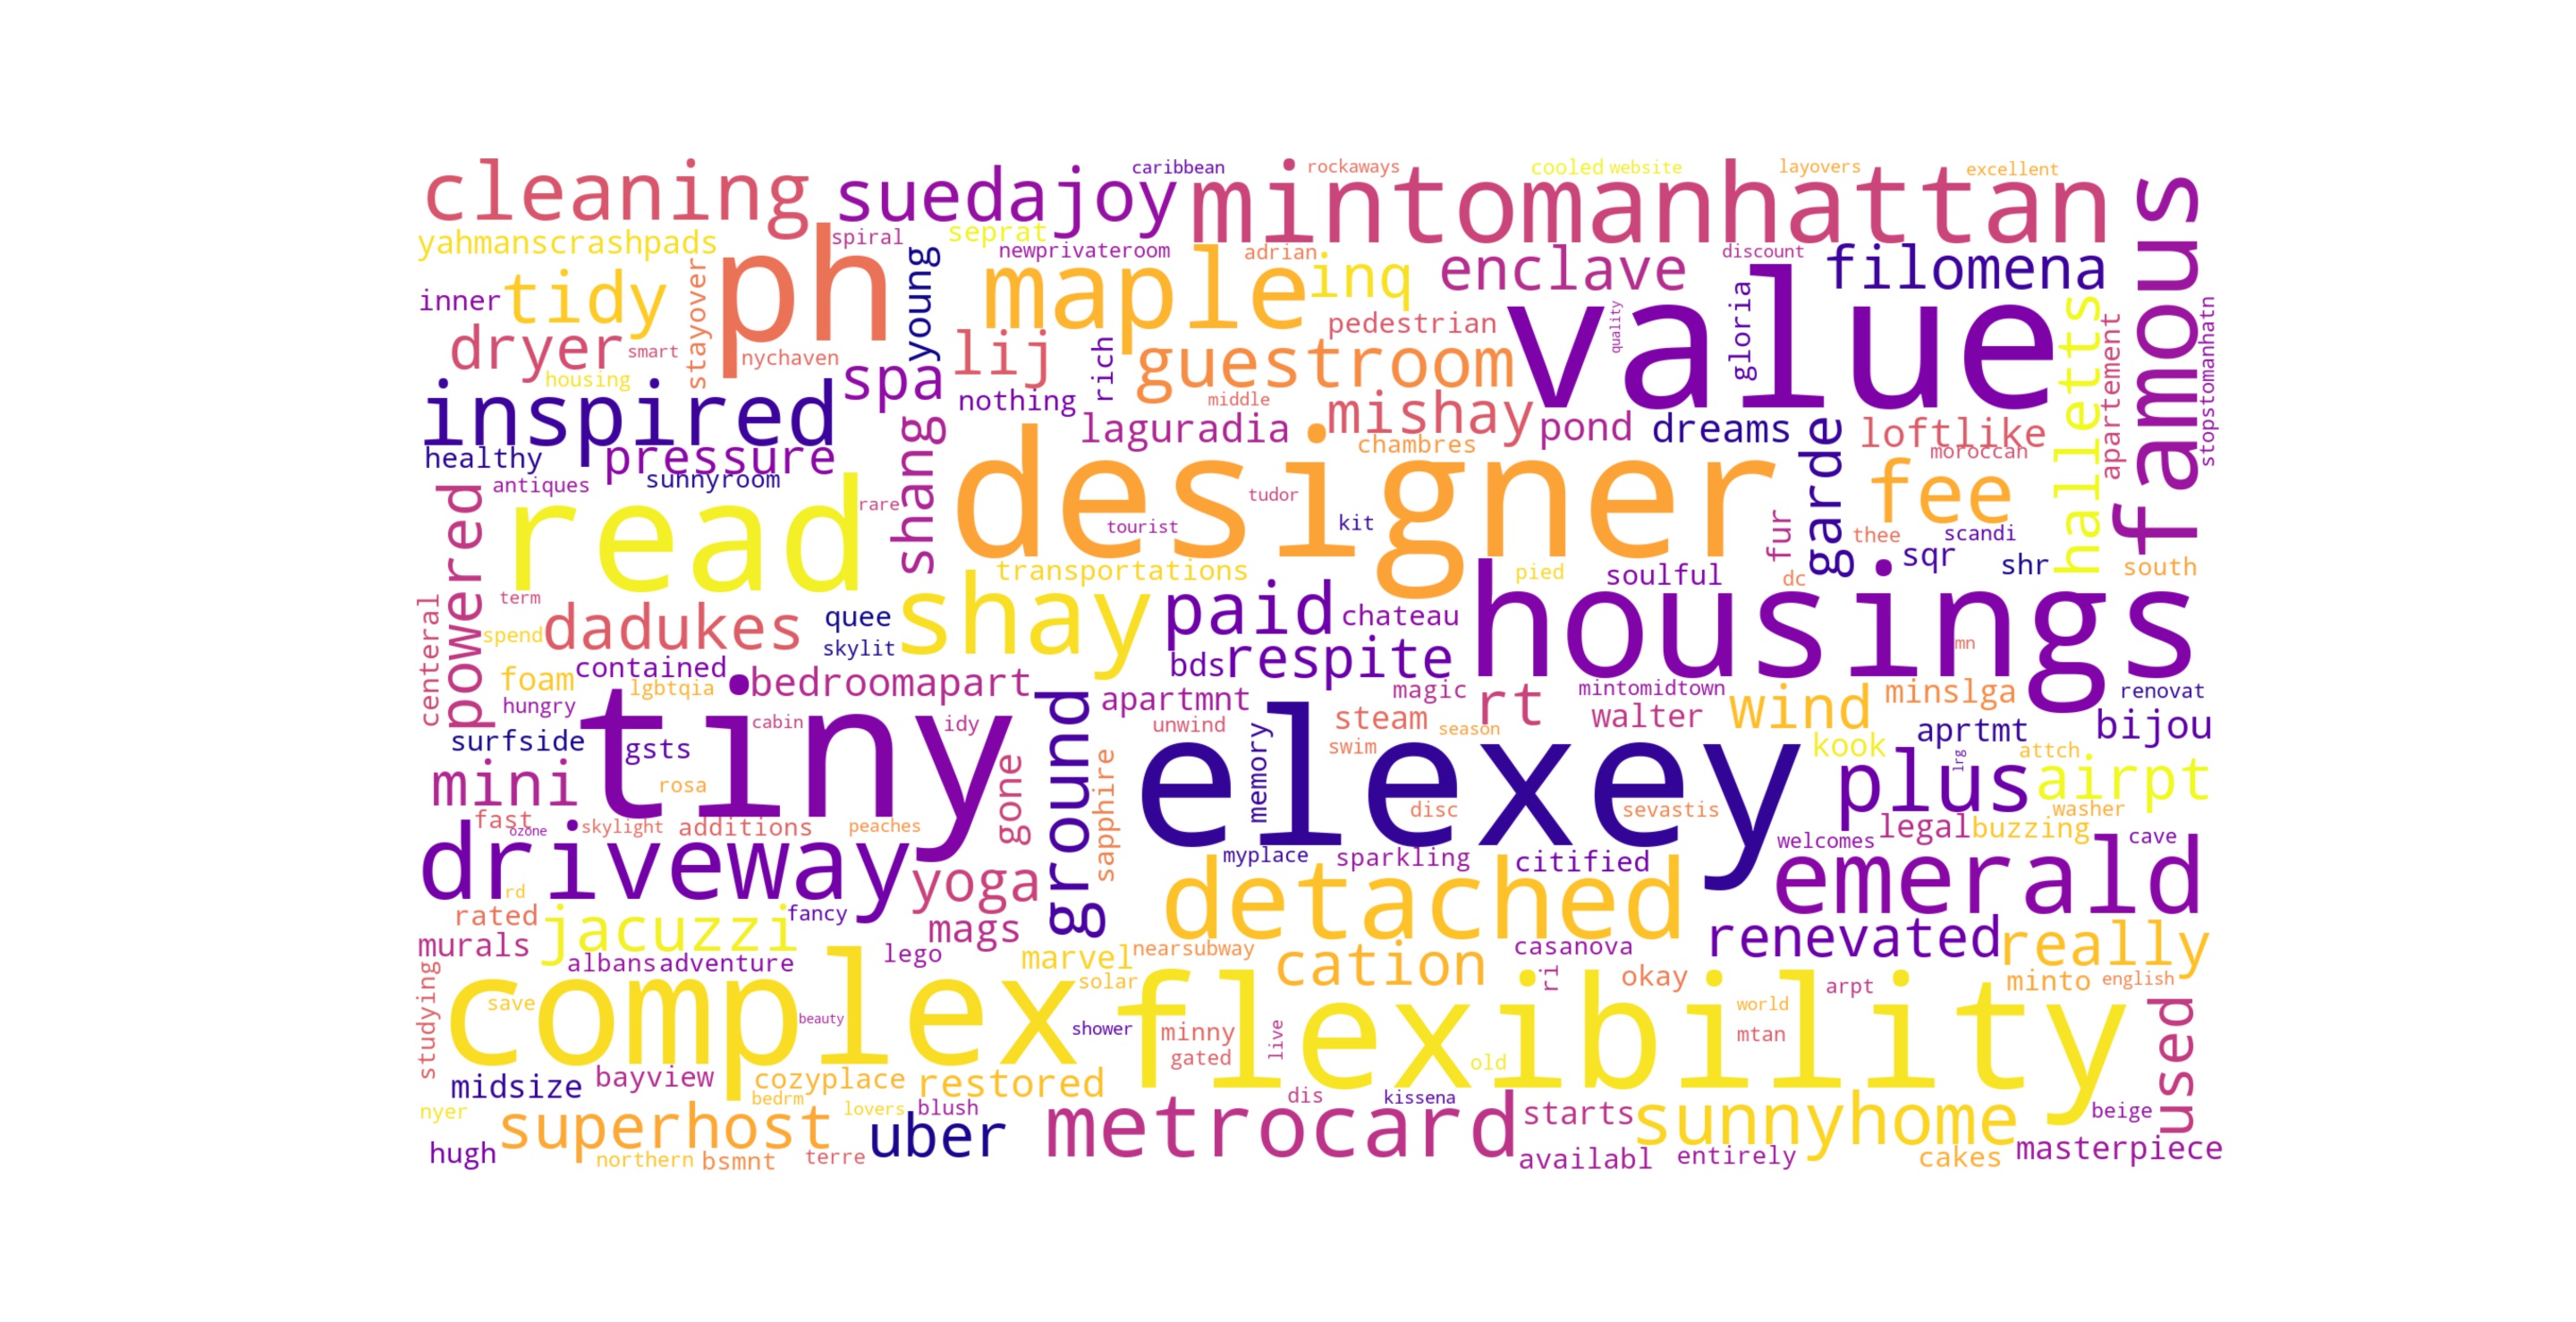 caribbean
rockaways
cooled
website
layovers
excellent
cleaning
suedajoy
mintomanhattan
famous
yahmanscrashpads
ph
spiral
seprat
newprivateroom
adrian
discount
young
maple
inq
enclave
value
filomena
inner
tidy
stayover
gloria
halletts
stopstomanhatn
apartement
pedestrian
quality
dryer
smart
nychaven
lij
rich
guestroom
housing
spa
inspired
nothing
middle
mishay
pond
dreams
garde
loftlike
laguradia
shang
healthy
pressure
chambres
moroccan
antiques
sunnyroom
read
rare
designer
tudor
tourist
kit
fur
fee
thee
scandi
powered
transportations
pied
soulful
dc
sqr
shr
south
centeral
term
shay
paid
chateau
housings
dadukes
quee
spend
skylit
mn
contained
bds
respite
foam
lgbtqia
bedroomapart
ground
apartmnt
magic
rt
mintomidtown
wind
minslga
renovat
hungry
tiny
cabin
idy
unwind
steam
season
walter
aprtmt
bijou
surfside
gsts
elexey
memory
swim
kook
attch
lrg
mini
rosa
gone
sapphire
disc
sevastis
plus
airpt
washer
fast
ozone
skylight
additions
peaches
legal
buzzing
cave
driveway
myplace
sparkling
citified
welcomes
emerald
rd
yoga
detached
rated
jacuzzi
fancy
mags
murals
lego
marvel
nearsubway
casanova
renevated
really
albansadventure
cation
studying
complex
solar
flexibility
ri
okay
arpt
minto
english
save
beauty
shower
minny
live
world
mtan
used
gated
old
midsize
bayview
cozyplace
restored
bedrm
dis
kissena
nyer
superhost
lovers
blush
uber
metrocard
starts
sunnyhome
beige
hugh
northern
bsmnt
terre
availabl
entirely
cakes
masterpiece